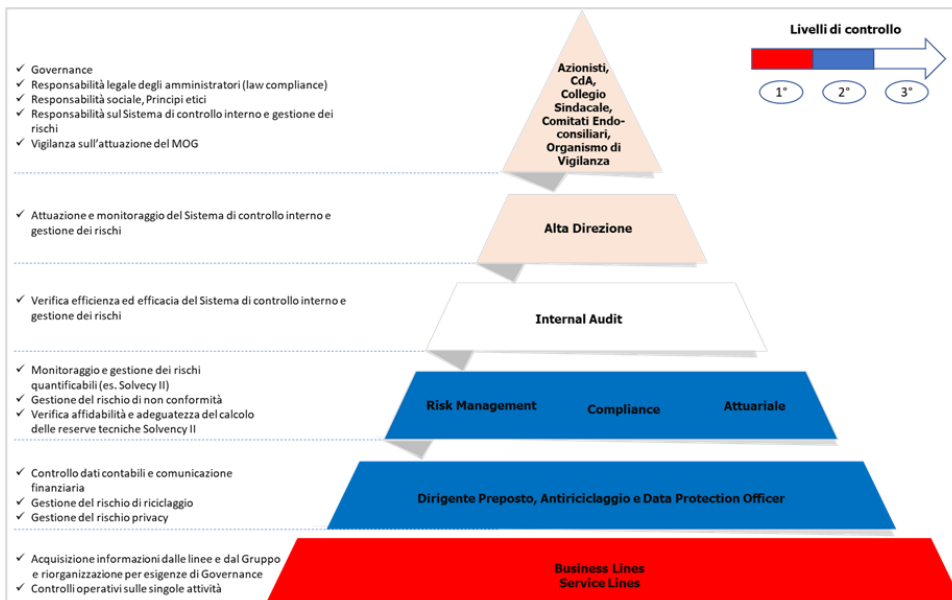 Livelli di controllo
1°
2°
3°
✓ Governance
✓ Responsabilità legale degli amministratori (law compliance)
✓ Responsabilità sociale, Principi etici
✓ Responsabilità sul Sistema di controllo interno e gestione dei
rischi
✓ Vigilanza sull'attuazione del MOG
Azionisti,
CdA,
Collegio
Sindacale,
Comitati Endo-
consiliari,
Organismo di
Vigilanza
✓ Attuazione e monitoraggio del Sistema di controllo interno e
gestione dei rischi
Alta Direzione
✓ Verifica efficienza ed efficacia del Sistema di controllo interno e
gestione dei rischi
Internal Audit
✓ Monitoraggio e gestione dei rischi
quantificabili (es. Solvecy II)
✓ Gestione del rischio di non conformità
✓ Verifica affidabilità e adeguatezza del calcolo
delle reserve tecniche Solvency II
Risk Management
Compliance
Attuariale
✓ Controllo dati contabili e comunicazione
finanziaria
✓ Gestione del rischio di riciclaggio
✓ Gestione del rischio privacy
Dirigente Preposto, Antiriciclaggio e Data Protection Officer
✓ Acquisizione informazioni dalle linee e dal Gruppo
e riorganizzazione per esigenze di Governance
✓ Controlli operativi sulle singole attività
Business Lines
Service Lines